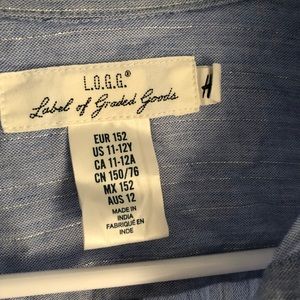 L.O.G.G.®
Label of Graded Goods
H
EUR 152
US 11-12Y
CA 11-12A
CN 150/76
MX 152
AUS 12
MADE IN
INDIA
FABRIQUÉ EN
INDE